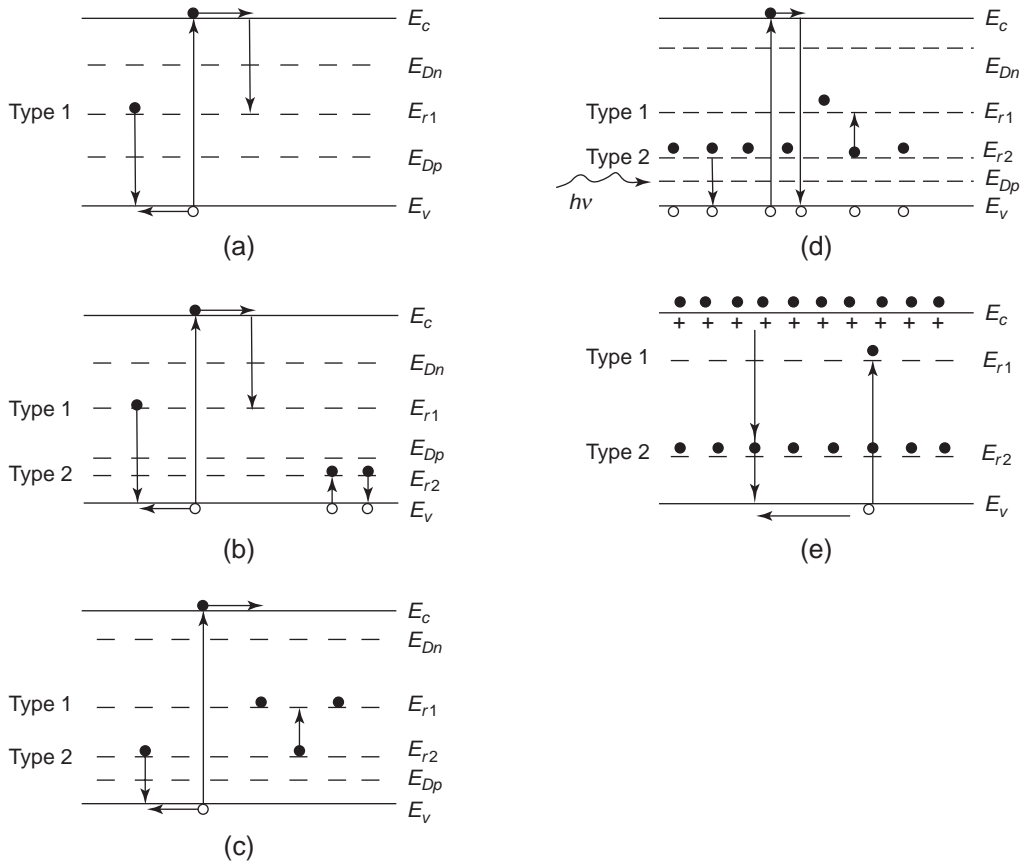 E_c
E_Dn
Type 1
E_r1
E_Dp
E_v
(a)
E_c
E_Dn
Type 1
E_r1
E_Dp
Type 2
E_r2
E_v
(b)
E_c
E_Dn
Type 1
E_r1
Type 2
E_r2
E_Dp
E_v
(c)
E_c
E_Dn
Type 1
E_r1
Type 2
E_r2
E_Dp
hν
E_v
(d)
E_c
+ + + + + + + + + +
Type 1
E_r1
Type 2
E_r2
E_v
(e)